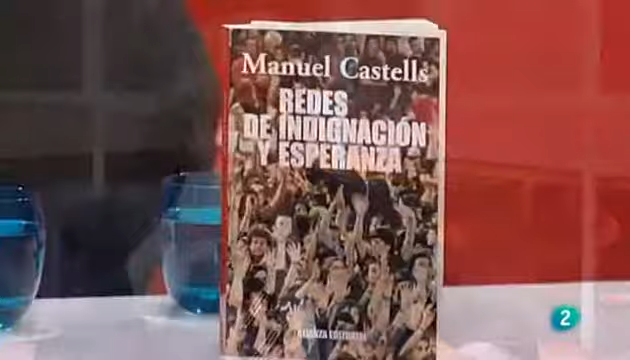 Manuel Castells
REDES
DE INDIGNACIÓN
Y ESPERANZA
ALIANZA EDITORIAL
2